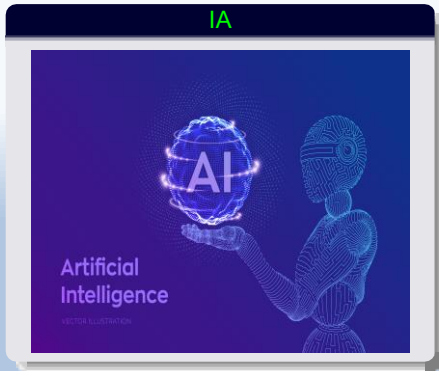 IA
AI
Artificial
Intelligence
VECTOR ILLUSTRATION